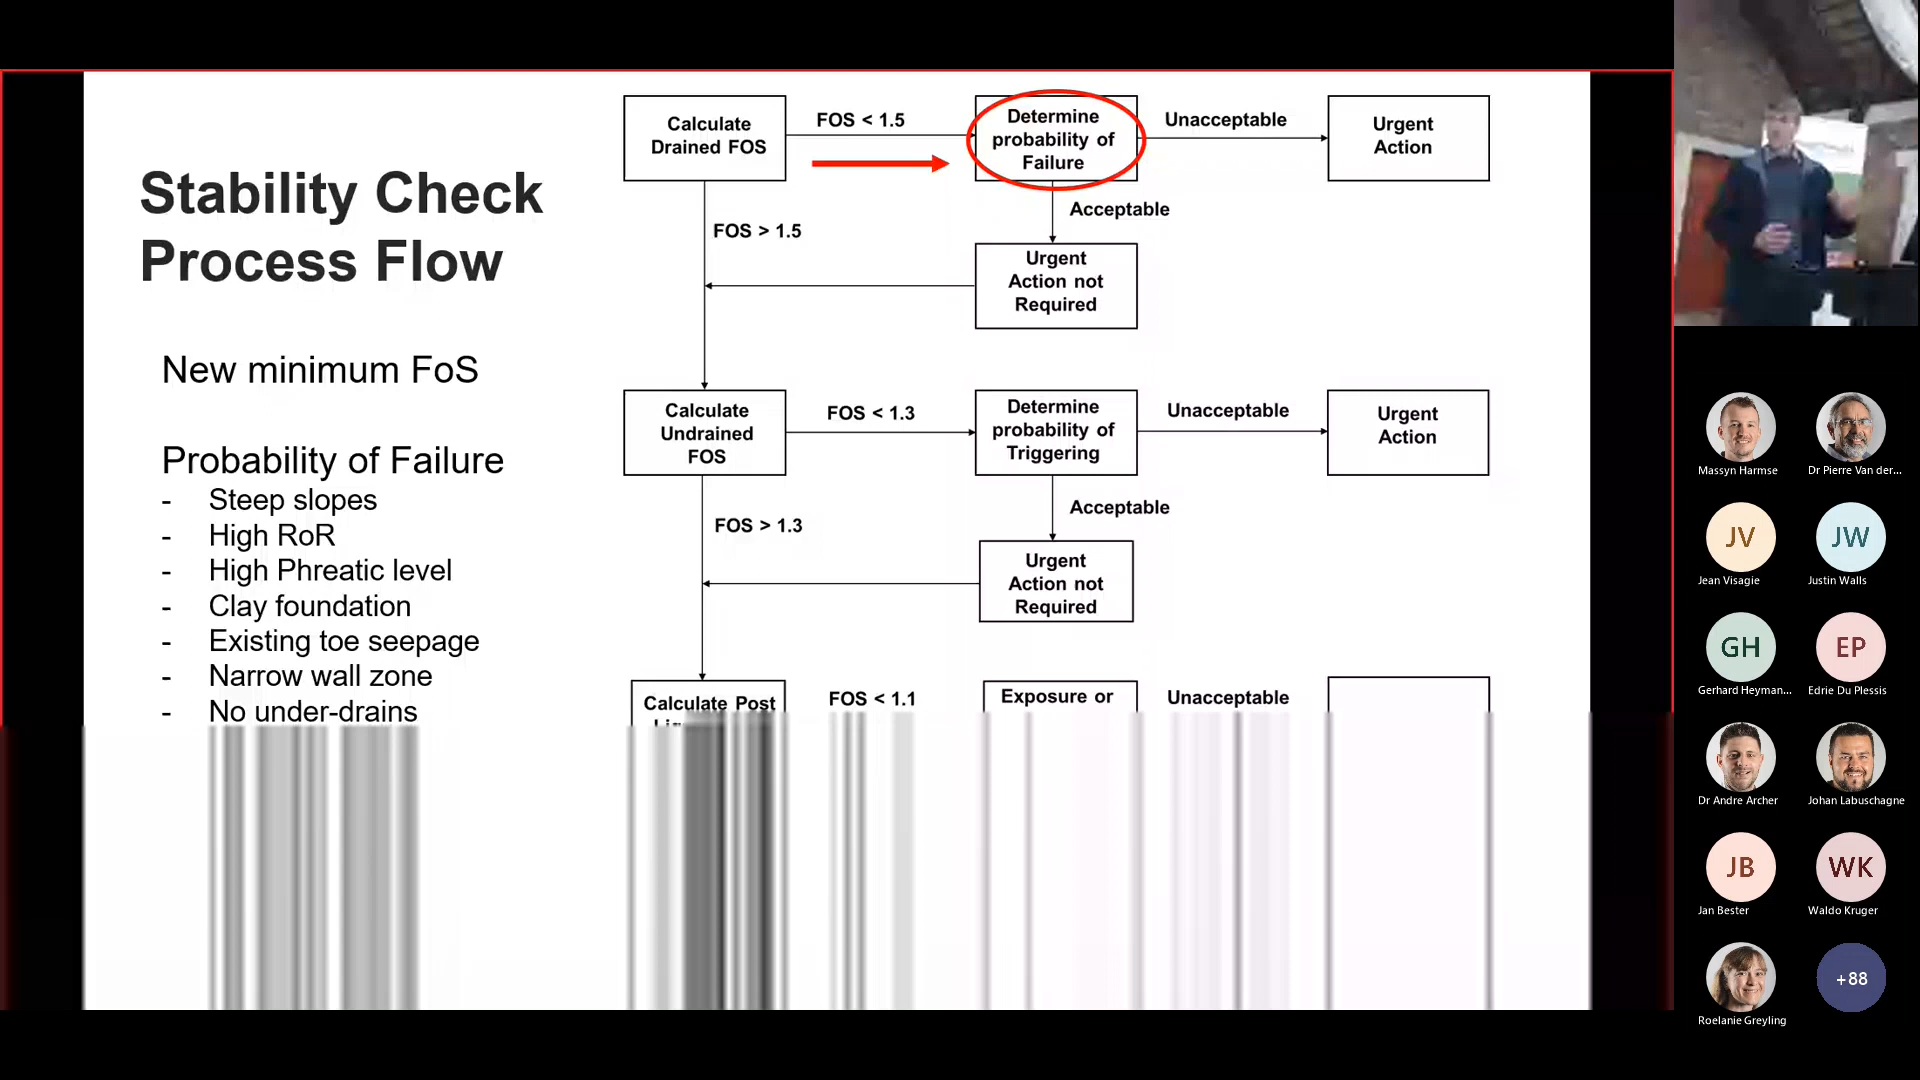 Stability Check
Process Flow
New minimum FoS
Probability of Failure
- Steep slopes
- High RoR
- High Phreatic level
- Clay foundation
- Existing toe seepage
- Narrow wall zone
- No under-drains
Calculate
Drained FOS
FOS < 1.5
Determine
probability of
Failure
Unacceptable
Urgent
Action
FOS > 1.5
Acceptable
Urgent
Action not
Required
Calculate
Undrained
FOS
FOS < 1.3
Determine
probability of
Triggering
Unacceptable
Urgent
Action
FOS > 1.3
Acceptable
Urgent
Action not
Required
Calculate Post
FOS < 1.1
Exposure or
Unacceptable
Massyn Harmse
Dr Pierre Van der...
JV
Jean Visagie
JW
Justin Walls
GH
Gerhard Heyman...
EP
Edrie Du Plessis
Dr Andre Archer
Johan Labuschagne
JB
Jan Bester
WK
Waldo Kruger
Roelanie Greyling
+88